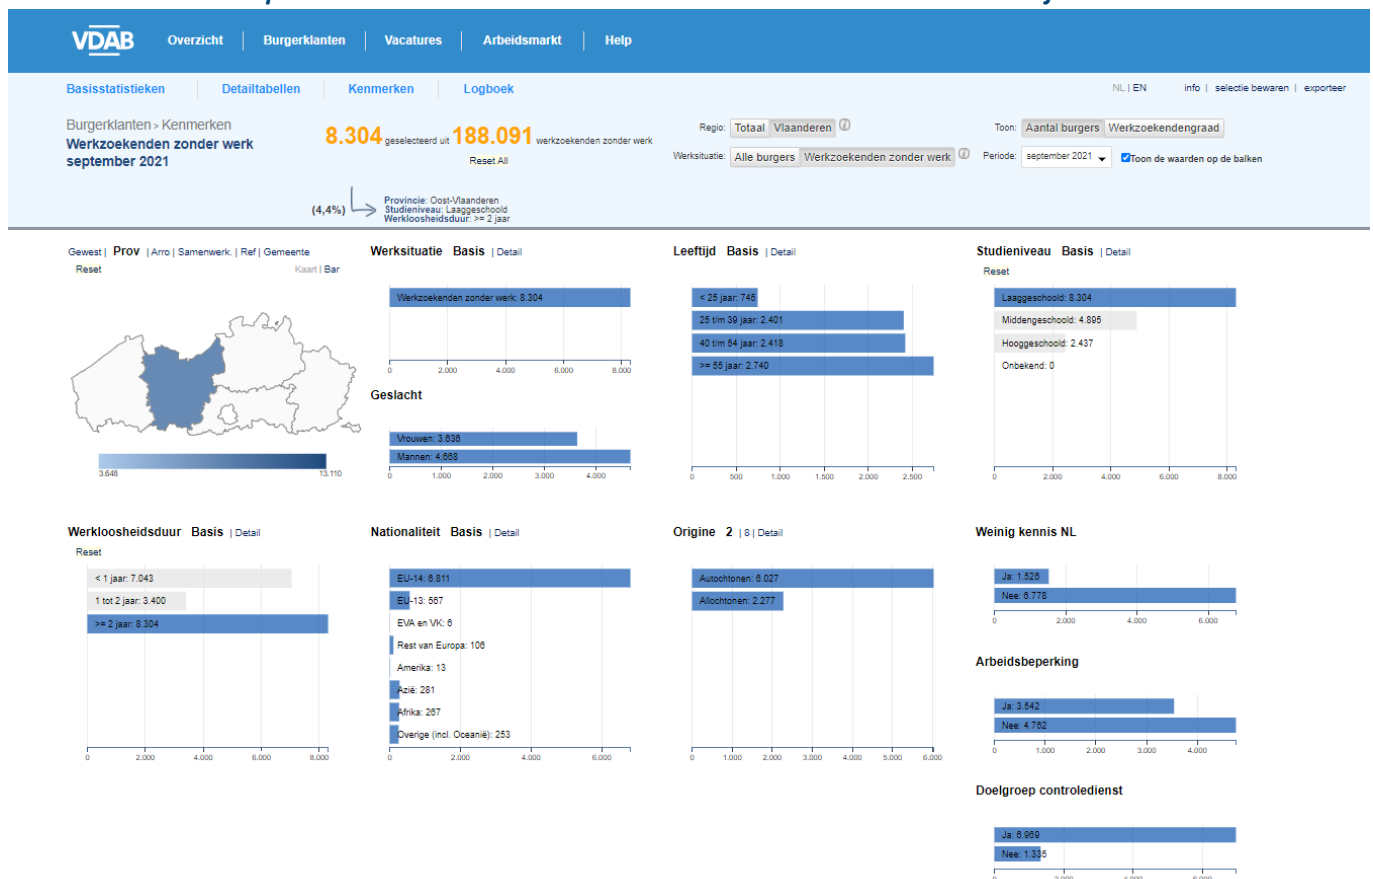 VDAB Overzicht Burgerklanten Vacatures Arbeidsmarkt Help
Basisstatistieken Detailtabellen Kenmerken Logboek NL | EN info | selectie bewaren | exporteer
Burgerklanten > Kenmerken
Werkzoekenden zonder werk
september 2021
8.304 geselecteerd uit 188.091 werkzoekenden zonder werk
Reset All
(4,4%)
Provincie: Oost-Vlaanderen
Studieniveau: Laaggeschoold
Werkloosheidsduur: >= 2 jaar
Regio: Totaal Vlaanderen i
Werksituatie: Alle burgers Werkzoekenden zonder werk i
Toon: Aantal burgers Werkzoekendengraad
Periode: september 2021 Toon de waarden op de balken
Gewest | Prov | Arro | Samenwerk. | Ref | Gemeente
Reset Kaart | Bar
3.646 13.110
Werksituatie Basis | Detail
Werkzoekenden zonder werk: 8.304
0 2.000 4.000 6.000 8.000
Geslacht
Vrouwen: 3.636
Mannen: 4.668
0 1.000 2.000 3.000 4.000
Leeftijd Basis | Detail
< 25 jaar: 745
25 t/m 39 jaar: 2.401
40 t/m 54 jaar: 2.418
>= 55 jaar: 2.740
0 500 1.000 1.500 2.000 2.500
Studieniveau Basis | Detail
Reset
Laaggeschoold: 8.304
Middengeschoold: 4.895
Hooggeschoold: 2.437
Onbekend: 0
0 2.000 4.000 6.000 8.000
Werkloosheidsduur Basis | Detail
Reset
< 1 jaar: 7.043
1 tot 2 jaar: 3.400
>= 2 jaar: 8.304
0 2.000 4.000 6.000 8.000
Nationaliteit Basis | Detail
EU-14: 6.811
EU-13: 567
EVA en VK: 6
Rest van Europa: 106
Amerika: 13
Azië: 281
Afrika: 267
Overige (incl. Oceanië): 253
0 2.000 4.000 6.000
Origine 2 | 8 | Detail
Autochtonen: 6.027
Allochtonen: 2.277
0 1.000 2.000 3.000 4.000 5.000 6.000
Weinig kennis NL
Ja: 1.526
Nee: 6.778
0 2.000 4.000 6.000
Arbeidsbeperking
Ja: 3.542
Nee: 4.762
0 1.000 2.000 3.000 4.000
Doelgroep controledienst
Ja: 6.969
Nee: 1.335
0 2.000 4.000 6.000